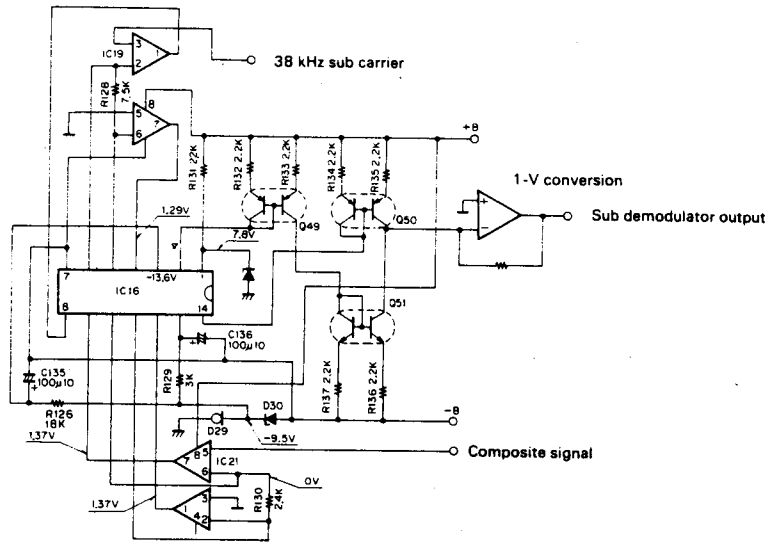 3
IC19
1
2
38 kHz sub carrier
R128
7.5K
5
8
7
6
+B
R131 22K
R132 2.2K
R133 2.2K
R134 2.2K
R135 2.2K
1-V conversion
+
-
Sub demodulator output
Q50
Q49
1.29V
7.8V
7
-13.6V
1
IC16
8
14
Q51
C136
100μ10
+
C135
100μ10
+
R129
3K
R137 2.2K
R136 2.2K
R126
18K
D30
D29
-B
-9.5V
1.37V
Composite signal
7
8
5
IC21
6
0V
1.37V
R130
2.4K
3
1
4
2